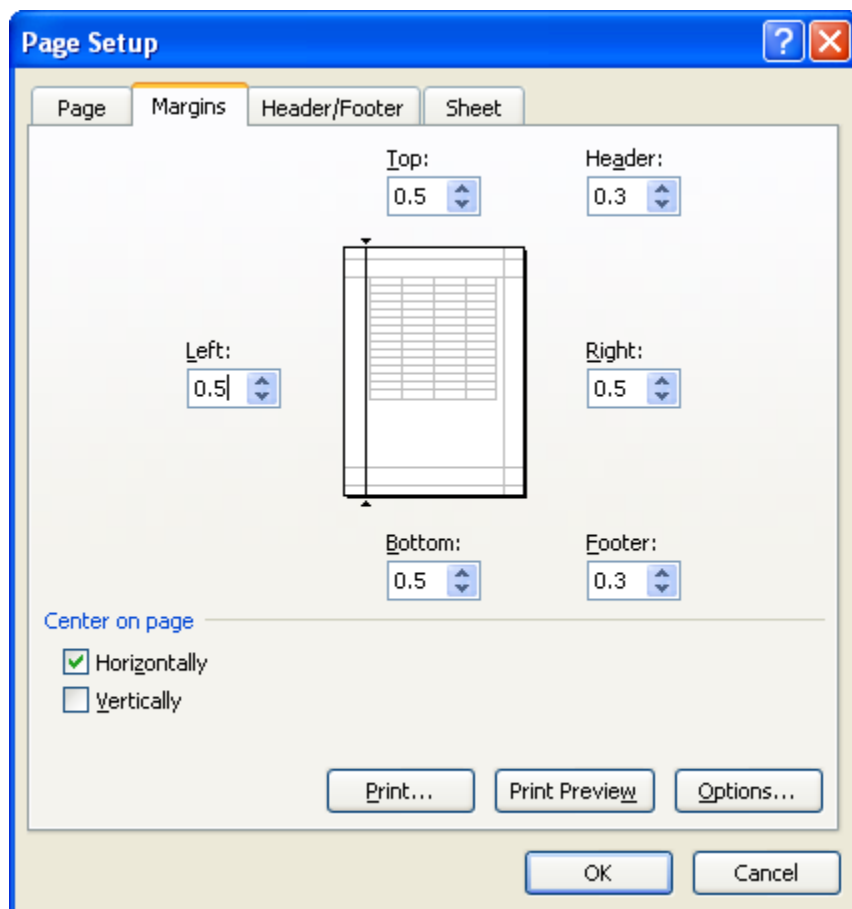 Page Setup
Page Margins Header/Footer Sheet
Top: Header:
0.5 0.3
Left: Right:
0.5 0.5
Bottom: Footer:
0.5 0.3
Center on page
Horizontally
Vertically
Print... Print Preview Options...
OK Cancel